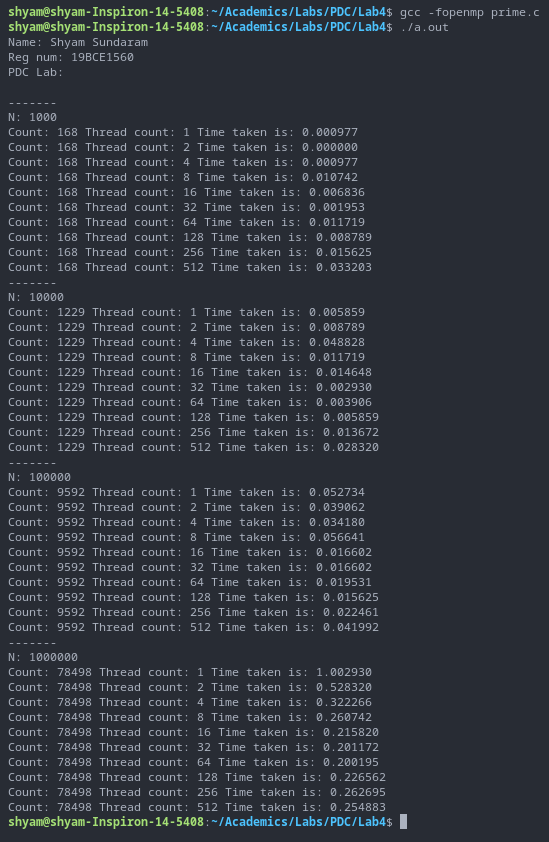 shyam@shyam-Inspiron-14-5408:~/Academics/Labs/PDC/Lab4$ gcc -fopenmp prime.c
shyam@shyam-Inspiron-14-5408:~/Academics/Labs/PDC/Lab4$ ./a.out
Name: Shyam Sundaram
Reg num: 19BCE1560
PDC Lab:

-------
N: 1000
Count: 168 Thread count: 1 Time taken is: 0.000977
Count: 168 Thread count: 2 Time taken is: 0.000000
Count: 168 Thread count: 4 Time taken is: 0.000977
Count: 168 Thread count: 8 Time taken is: 0.010742
Count: 168 Thread count: 16 Time taken is: 0.006836
Count: 168 Thread count: 32 Time taken is: 0.001953
Count: 168 Thread count: 64 Time taken is: 0.011719
Count: 168 Thread count: 128 Time taken is: 0.008789
Count: 168 Thread count: 256 Time taken is: 0.015625
Count: 168 Thread count: 512 Time taken is: 0.033203
-------
N: 10000
Count: 1229 Thread count: 1 Time taken is: 0.005859
Count: 1229 Thread count: 2 Time taken is: 0.008789
Count: 1229 Thread count: 4 Time taken is: 0.048828
Count: 1229 Thread count: 8 Time taken is: 0.011719
Count: 1229 Thread count: 16 Time taken is: 0.014648
Count: 1229 Thread count: 32 Time taken is: 0.002930
Count: 1229 Thread count: 64 Time taken is: 0.003906
Count: 1229 Thread count: 128 Time taken is: 0.005859
Count: 1229 Thread count: 256 Time taken is: 0.013672
Count: 1229 Thread count: 512 Time taken is: 0.028320
-------
N: 100000
Count: 9592 Thread count: 1 Time taken is: 0.052734
Count: 9592 Thread count: 2 Time taken is: 0.039062
Count: 9592 Thread count: 4 Time taken is: 0.034180
Count: 9592 Thread count: 8 Time taken is: 0.056641
Count: 9592 Thread count: 16 Time taken is: 0.016602
Count: 9592 Thread count: 32 Time taken is: 0.016602
Count: 9592 Thread count: 64 Time taken is: 0.019531
Count: 9592 Thread count: 128 Time taken is: 0.015625
Count: 9592 Thread count: 256 Time taken is: 0.022461
Count: 9592 Thread count: 512 Time taken is: 0.041992
-------
N: 1000000
Count: 78498 Thread count: 1 Time taken is: 1.002930
Count: 78498 Thread count: 2 Time taken is: 0.528320
Count: 78498 Thread count: 4 Time taken is: 0.322266
Count: 78498 Thread count: 8 Time taken is: 0.260742
Count: 78498 Thread count: 16 Time taken is: 0.215820
Count: 78498 Thread count: 32 Time taken is: 0.201172
Count: 78498 Thread count: 64 Time taken is: 0.200195
Count: 78498 Thread count: 128 Time taken is: 0.226562
Count: 78498 Thread count: 256 Time taken is: 0.262695
Count: 78498 Thread count: 512 Time taken is: 0.254883
shyam@shyam-Inspiron-14-5408:~/Academics/Labs/PDC/Lab4$